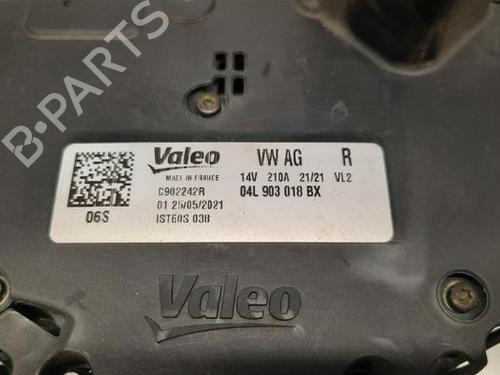 B-PARTS
Valeo VW AG R
MADE IN FRANCE 14V 210A 21/21 VL2
C902242R 04L 903 018 BX
01 25/05/2021
06S IST60S 03B
Valeo